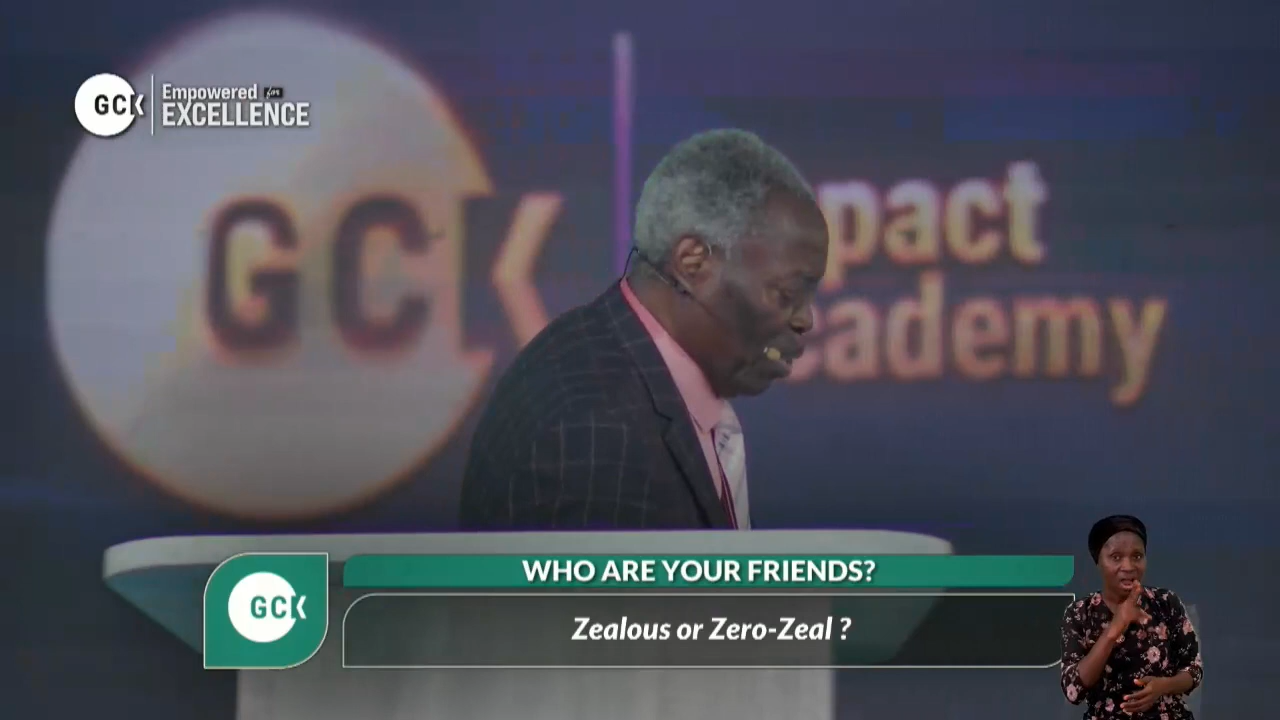 GCK
Empowered for
EXCELLENCE
GCK
pact
cademy
WHO ARE YOUR FRIENDS?
GCK
Zealous or Zero-Zeal ?